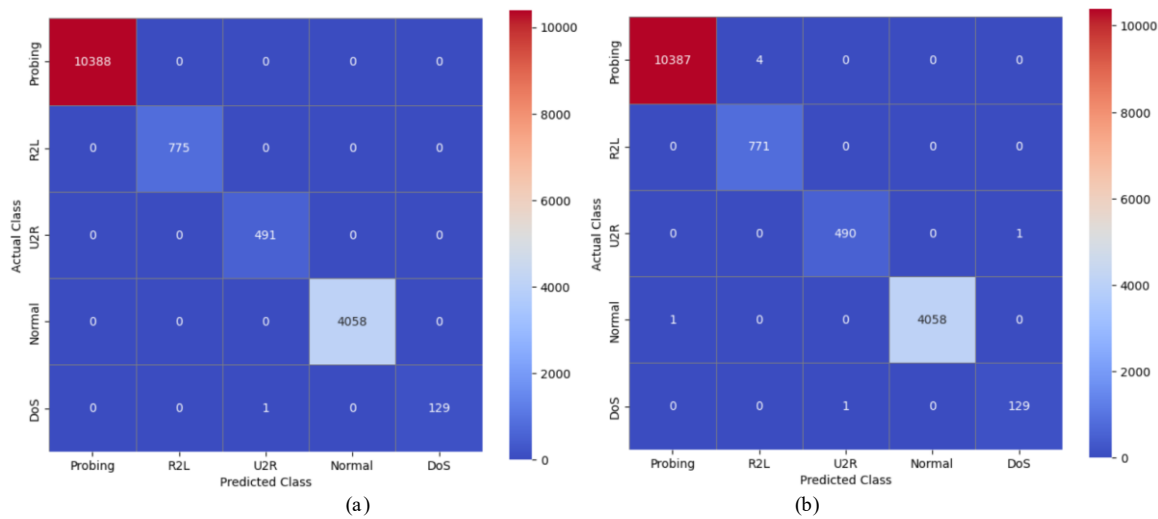 10000
8000
6000
4000
2000
0
Actual Class
Probing
R2L
U2R
Normal
DoS
10388 0 0 0 0
0 775 0 0 0
0 0 491 0 0
0 0 0 4058 0
0 0 1 0 129
Probing R2L U2R Normal DoS
Predicted Class
(a)
10000
8000
6000
4000
2000
0
Actual Class
Probing
R2L
U2R
Normal
DoS
10387 4 0 0 0
0 771 0 0 0
0 0 490 0 1
1 0 0 4058 0
0 0 1 0 129
Probing R2L U2R Normal DoS
Predicted Class
(b)